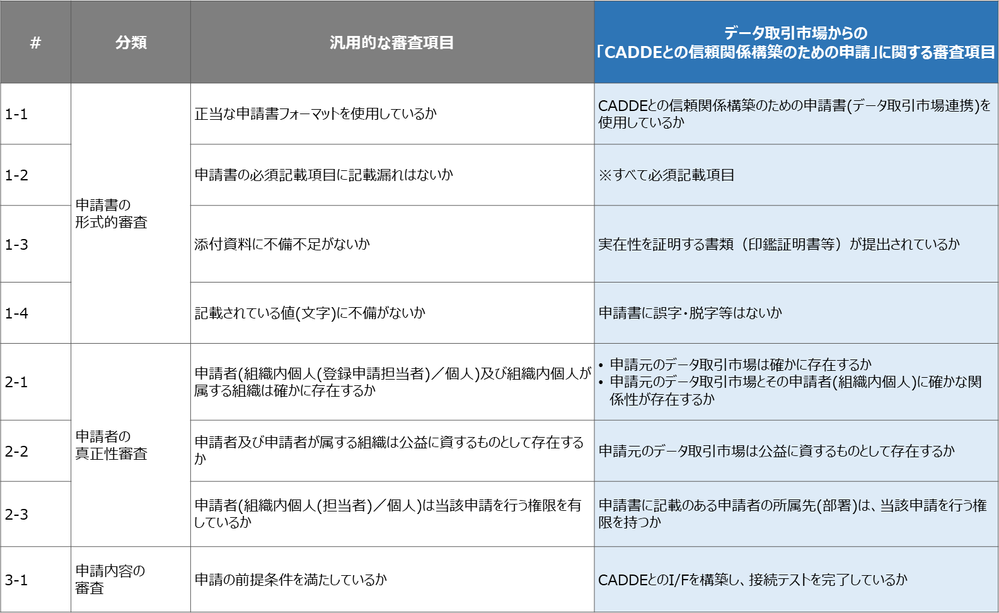 #
分類
汎用的な審査項目
データ取引市場からの
「CADDEとの信頼関係構築のための申請」に関する審査項目
1-1
申請書の
形式的審査
正当な申請書フォーマットを使用しているか
CADDEとの信頼関係構築のための申請書(データ取引市場連携)を
使用しているか
1-2
申請書の必須記載項目に記載漏れはないか
※すべて必須記載項目
1-3
添付資料に不備不足がないか
実在性を証明する書類（印鑑証明書等）が提出されているか
1-4
記載されている値(文字)に不備がないか
申請書に誤字・脱字等はないか
2-1
申請者の
真正性審査
申請者(組織内個人(登録申請担当者)／個人)及び組織内個人が
属する組織は確かに存在するか
• 申請元のデータ取引市場は確かに存在するか
• 申請元のデータ取引市場とその申請者(組織内個人)に確かな関
係性が存在するか
2-2
申請者及び申請者が属する組織は公益に資するものとして存在する
か
申請元のデータ取引市場は公益に資するものとして存在するか
2-3
申請者(組織内個人(担当者)／個人)は当該申請を行う権限を有
しているか
申請書に記載のある申請者の所属先(部署)は、当該申請を行う権
限を持つか
3-1
申請内容の
審査
申請の前提条件を満たしているか
CADDEとのI/Fを構築し、接続テストを完了しているか